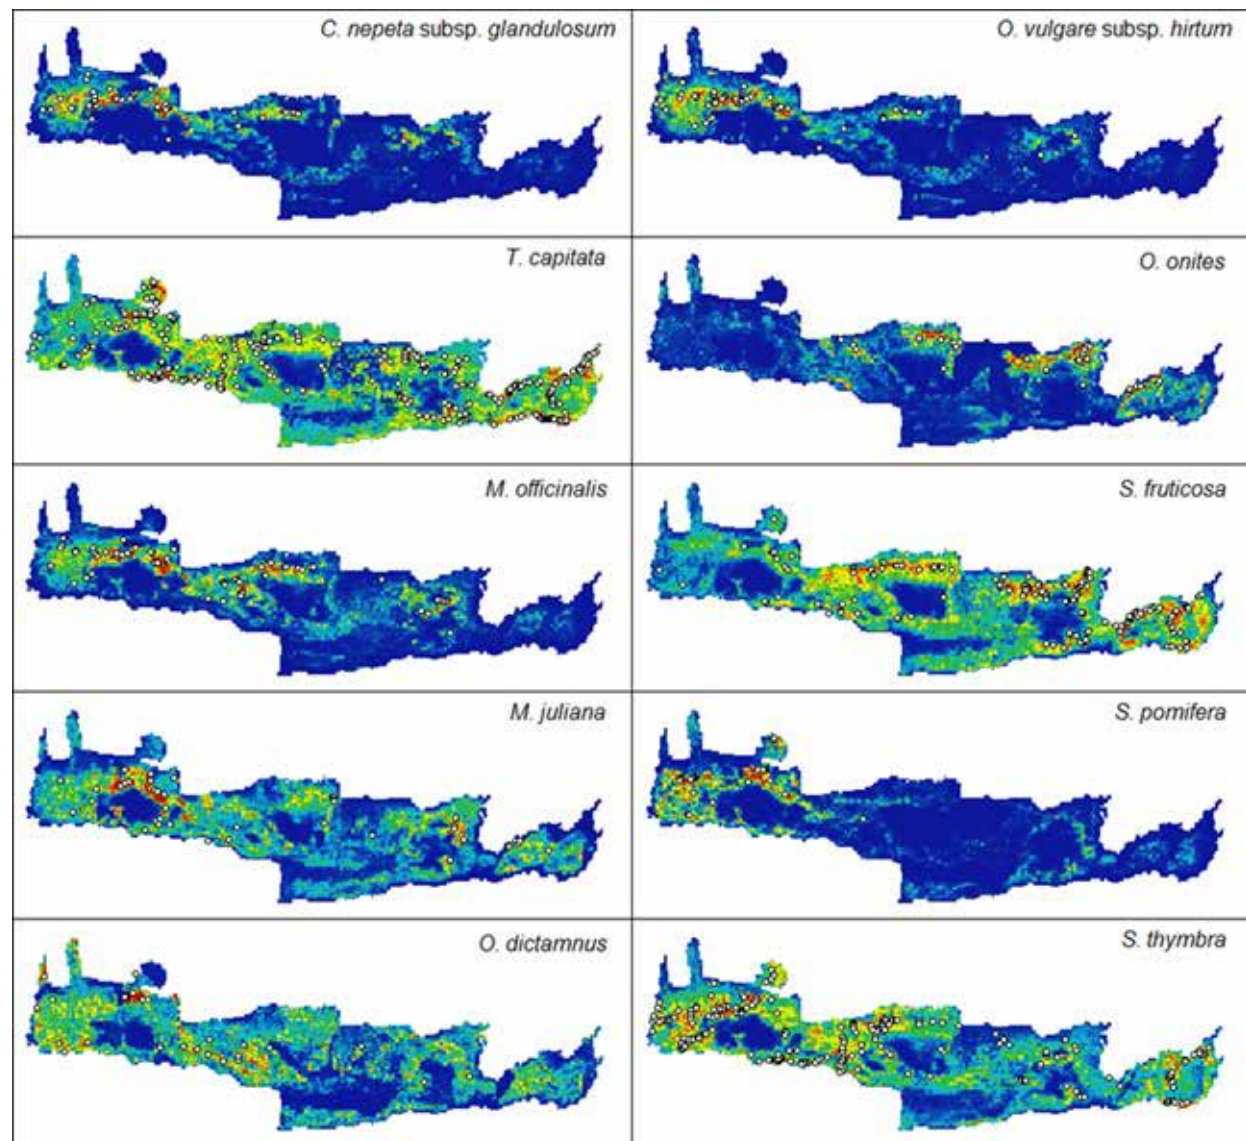 C. nepeta subsp. glandulosum
O. vulgare subsp. hirtum
T. capitata
O. onites
M. officinalis
S. fruticosa
M. juliana
S. pomifera
O. dictamnus
S. thymbra